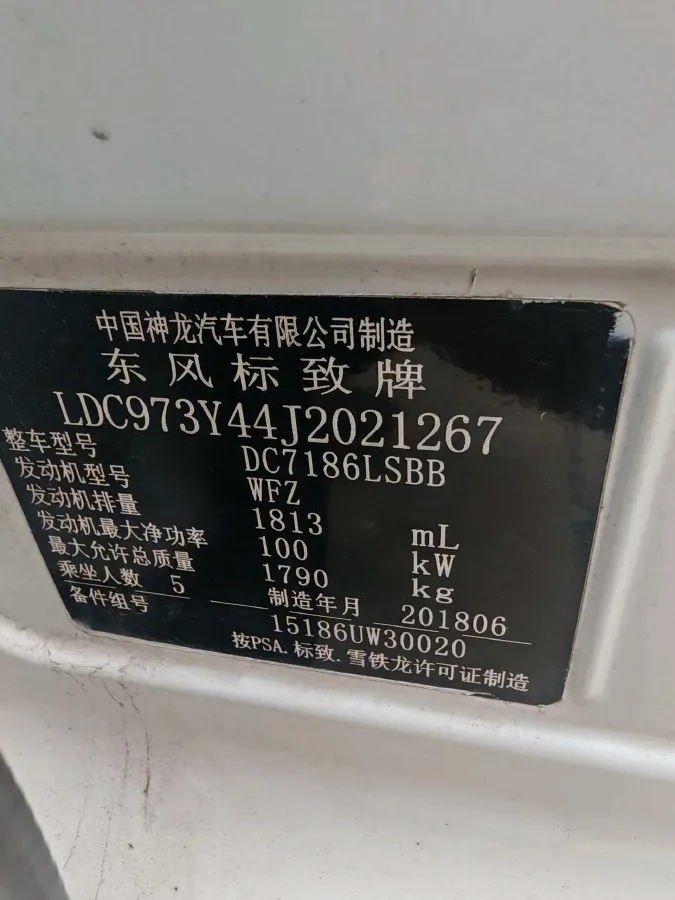 中国神龙汽车有限公司制造
东风标致牌
LDC973Y44J2021267
整车型号 DC7186LSBB
发动机型号 WFZ
发动机排量 1813 mL
发动机最大净功率 100 kW
最大允许总质量 1790 kg
乘坐人数 5 制造年月 201806
备件组号 15186UW30020
按PSA.标致.雪铁龙许可证制造